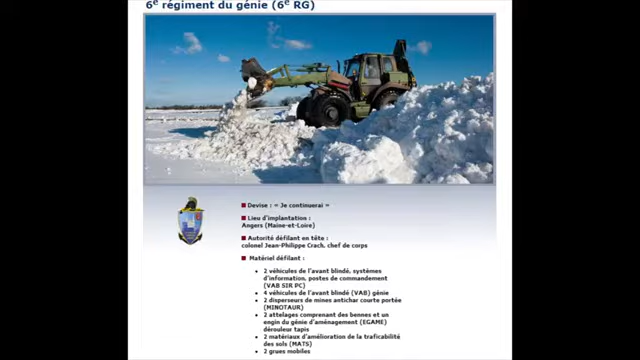 6e régiment du génie (6e RG)
Devise : « Je continuerai »
Lieu d'implantation :
Angers (Maine-et-Loire)
Autorité défilant en tête :
colonel Jean-Philippe Crach, chef de corps
Matériel défilant :
2 véhicules de l'avant blindé, systèmes
d'information, postes de commandement
(VAB SIR PC)
4 véhicules de l'avant blindé (VAB) génie
2 disperseurs de mines antichar courte portée
(MINOTAUR)
2 attelages comprenant des bennes et un
engin du génie d'aménagement (EGAME)
dérouleur tapis
2 matériels d'amélioration de la traficabilité
des sols (MATS)
2 grues mobiles